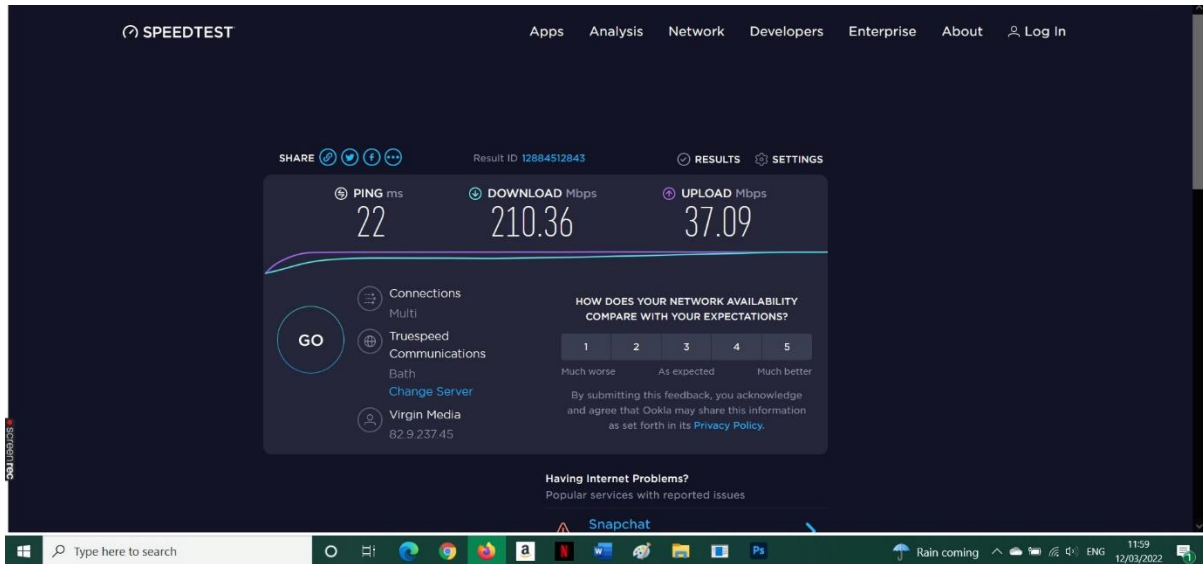 SPEEDTEST
Apps Analysis Network Developers Enterprise About Log In
SHARE Result ID 12884512843 RESULTS SETTINGS
PING ms DOWNLOAD Mbps UPLOAD Mbps
22 210.36 37.09
GO
Connections
Multi
Truespeed
Communications
Bath
Change Server
Virgin Media
82.9.237.45
HOW DOES YOUR NETWORK AVAILABILITY
COMPARE WITH YOUR EXPECTATIONS?
1 2 3 4 5
Much worse As expected Much better
By submitting this feedback, you acknowledge
and agree that Ookla may share this information
as set forth in its Privacy Policy.
Having Internet Problems?
Popular services with reported issues
Snapchat
screenrec
Type here to search
a N W Ps
Rain coming ENG 11:59
12/03/2022
1